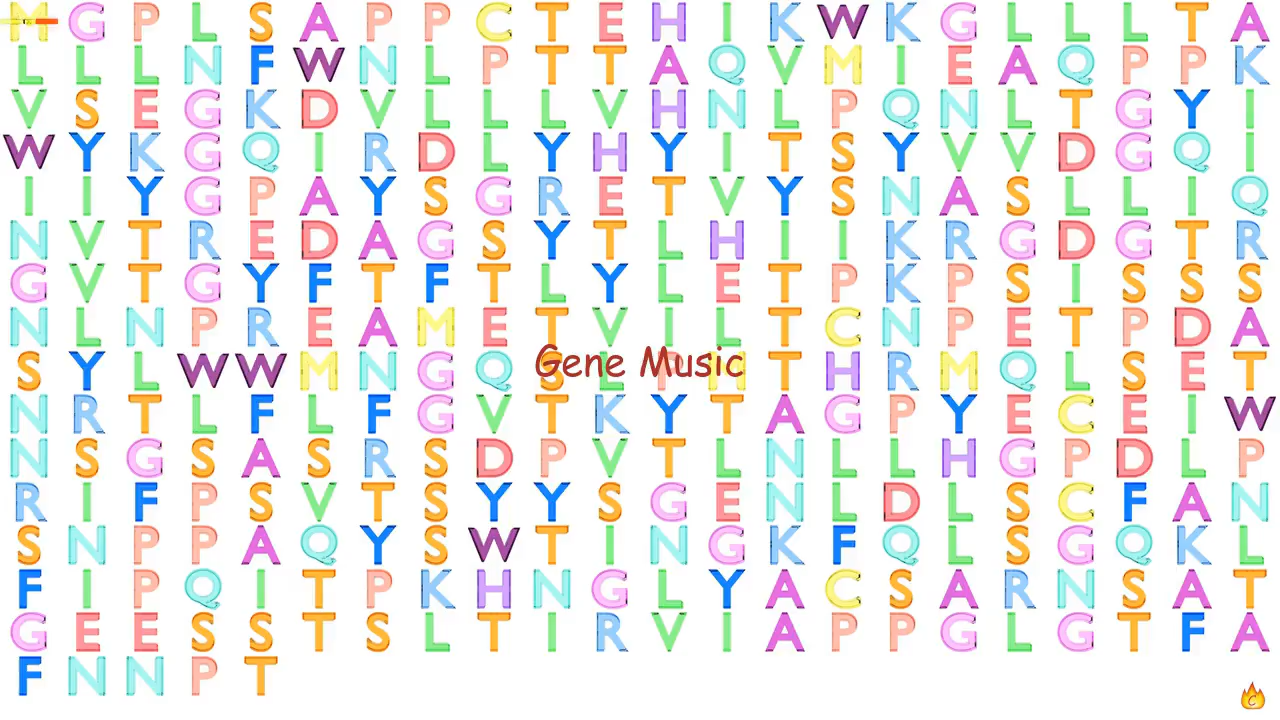 M G P L S A P P C T E H I K W K G L L L T A
L L L N F W N L P T T A Q V M I E A Q P P K
V S E G K D V L L L V H N L P Q N L T G Y I
W Y K G Q I R D L Y H Y I T S Y V V D G Q I
I I Y G P A Y S G R E T V Y S N A S L L I Q
N V T R E D A G S Y T L H I I K R G D G T R
G V T G Y F T F T L Y L E T P K P S I S S S
N L N P R E A M E T V I L T C N P E T P D A
Gene Music
S Y L W W M N G Q S L P M T H R M Q L S E T
N R T L F L F G V T K Y T A G P Y E C E I W
N S G S A S R S D P V T L N L L H G P D L P
R I F P S V T S Y Y S G E N L D L S C F A N
S N P P A Q Y S W T I N G K F Q L S G Q K L
F I P Q I T P K H N G L Y A C S A R N S A T
G E E S S T S L T I R V I A P P G L G T F A
F N N P T
C